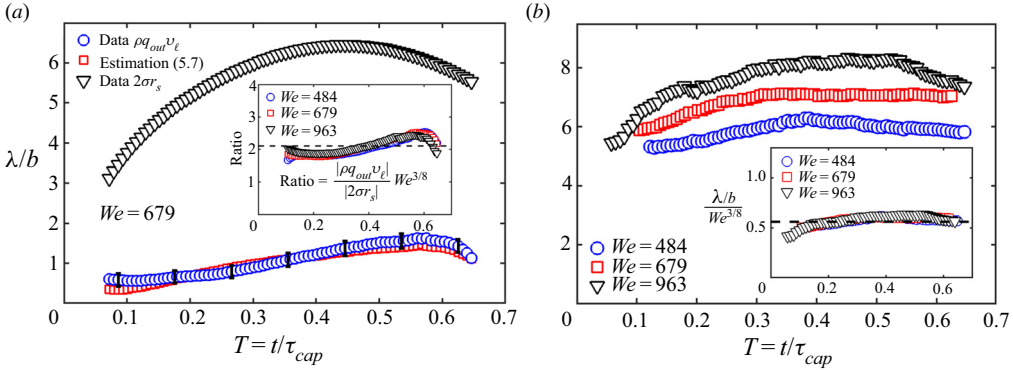 (a)
Data ρq_out υ_ℓ
Estimation (5.7)
Data 2σr_s
6
5
4
3
2
1
0
λ/b
We = 679
4
3
2
1
0
Ratio
We = 484
We = 679
We = 963
Ratio = |ρq_out υ_ℓ| / |2σr_s| We^{3/8}
0.2
0.4
0.6
0.1
0.2
0.3
0.4
0.5
0.6
0.7
T = t/τ_cap
(b)
8
6
4
2
0
We = 484
We = 679
We = 963
λ/b
We^{3/8}
1.0
0.5
0
We = 484
We = 679
We = 963
0.2
0.4
0.6
0.1
0.2
0.3
0.4
0.5
0.6
0.7
T = t/τ_cap